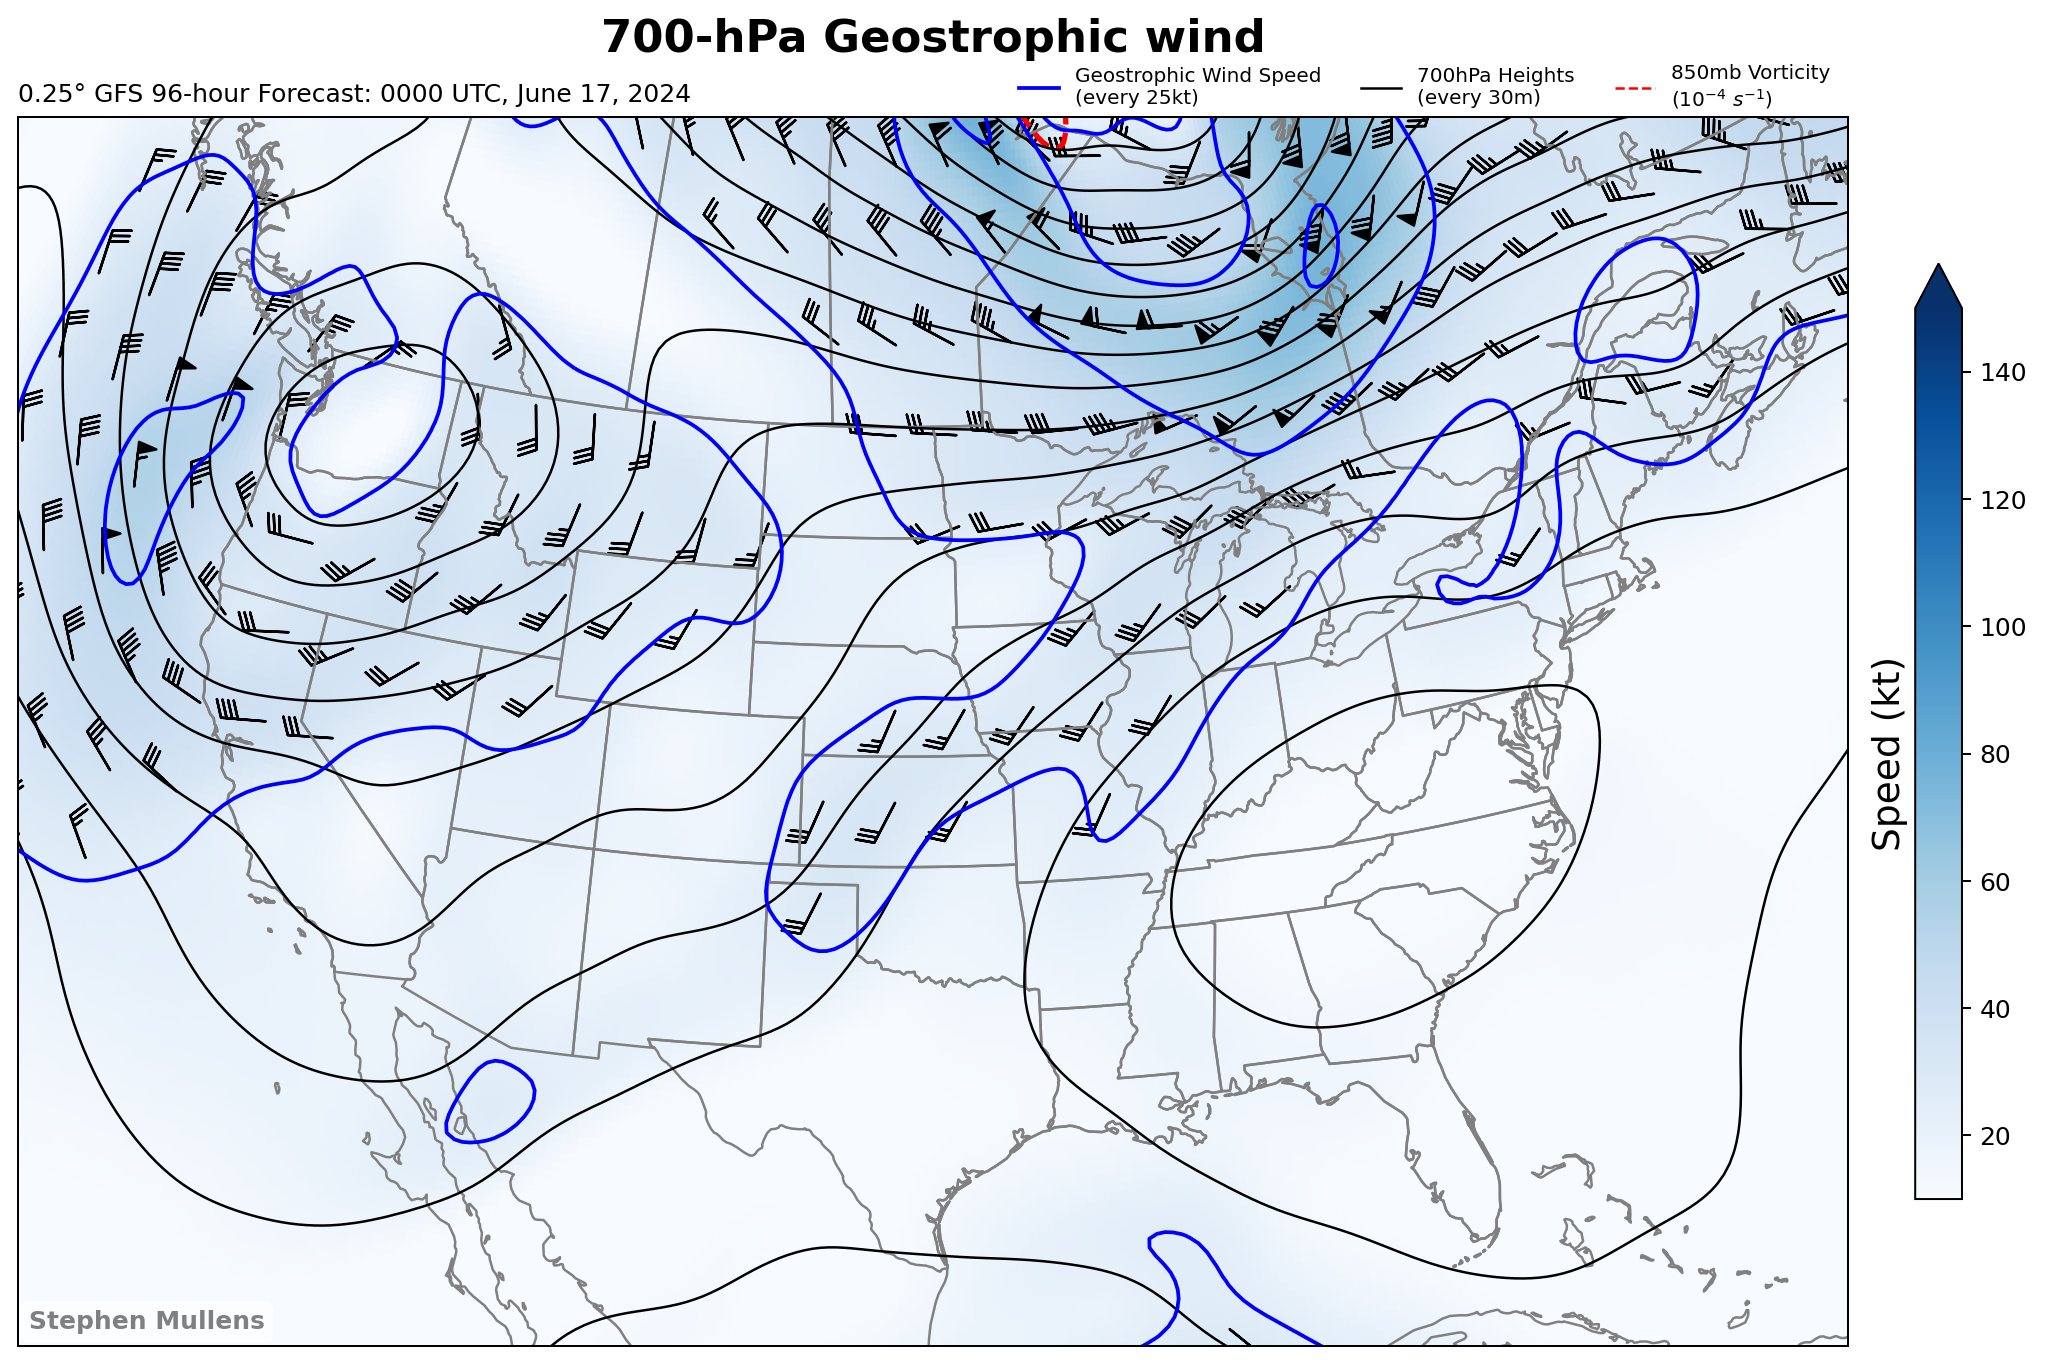 700-hPa Geostrophic wind
0.25° GFS 96-hour Forecast: 0000 UTC, June 17, 2024
Geostrophic Wind Speed
(every 25kt)
700hPa Heights
(every 30m)
850mb Vorticity
(10⁻⁴ s⁻¹)
140
120
100
80
60
40
20
Speed (kt)
Stephen Mullens